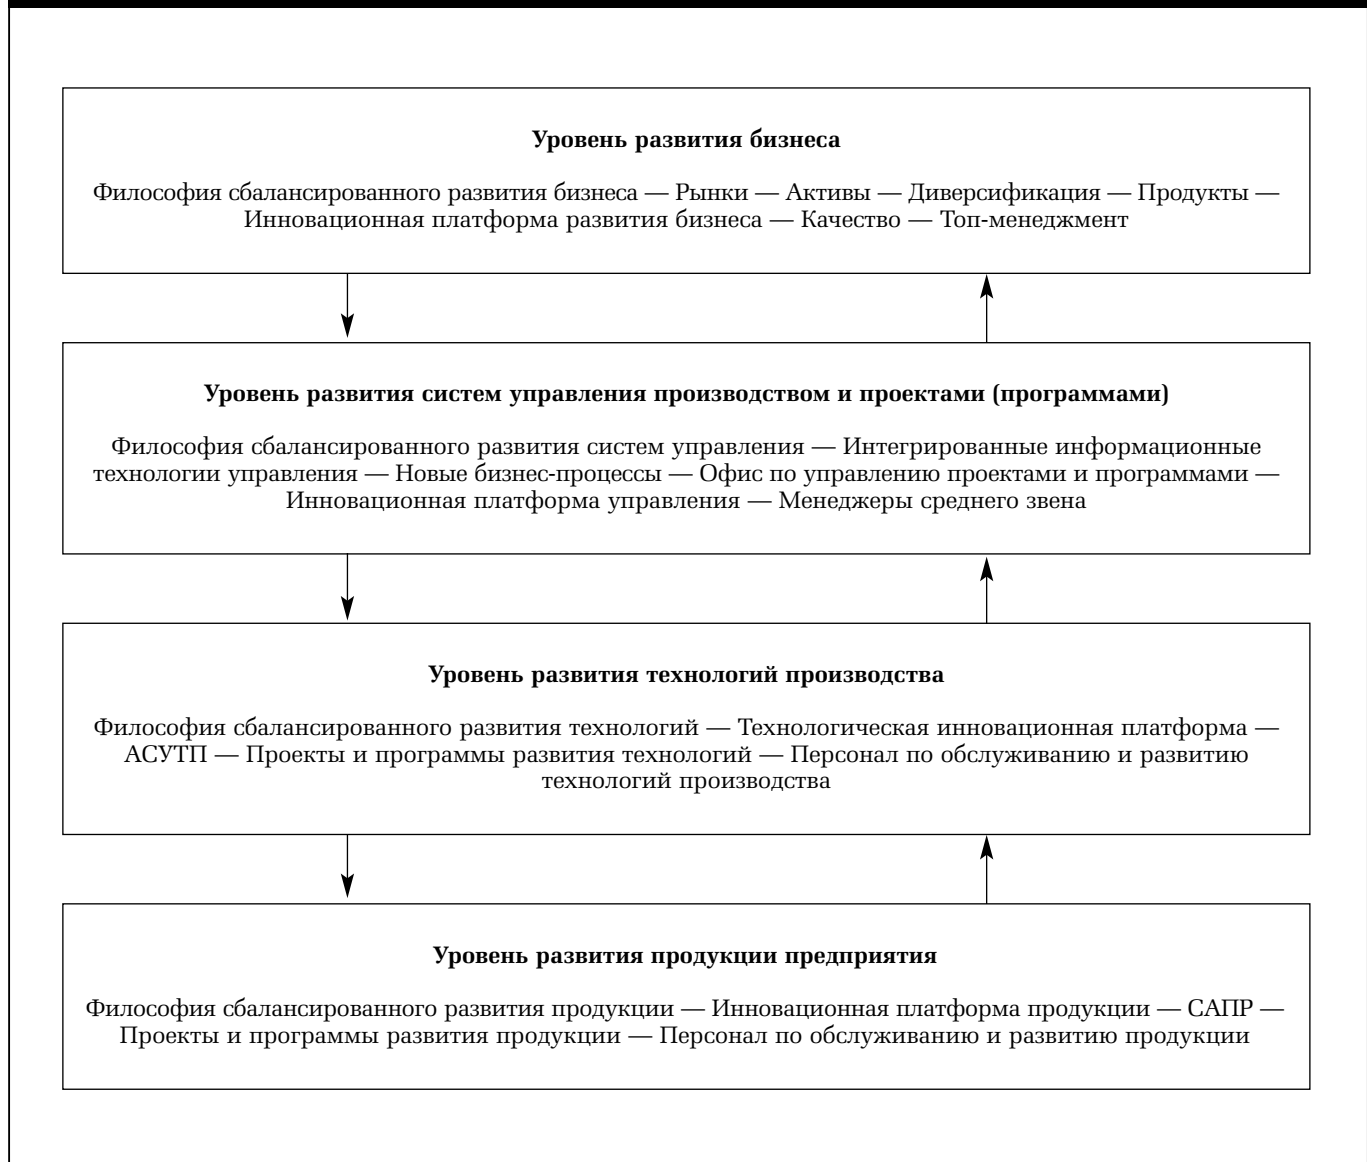 Уровень развития бизнеса
Философия сбалансированного развития бизнеса — Рынки — Активы — Диверсификация — Продукты —
Инновационная платформа развития бизнеса — Качество — Топ-менеджмент
Уровень развития систем управления производством и проектами (программами)
Философия сбалансированного развития систем управления — Интегрированные информационные
технологии управления — Новые бизнес-процессы — Офис по управлению проектами и программами —
Инновационная платформа управления — Менеджеры среднего звена
Уровень развития технологий производства
Философия сбалансированного развития технологий — Технологическая инновационная платформа —
АСУТП — Проекты и программы развития технологий — Персонал по обслуживанию и развитию
технологий производства
Уровень развития продукции предприятия
Философия сбалансированного развития продукции — Инновационная платформа продукции — САПР —
Проекты и программы развития продукции — Персонал по обслуживанию и развитию продукции